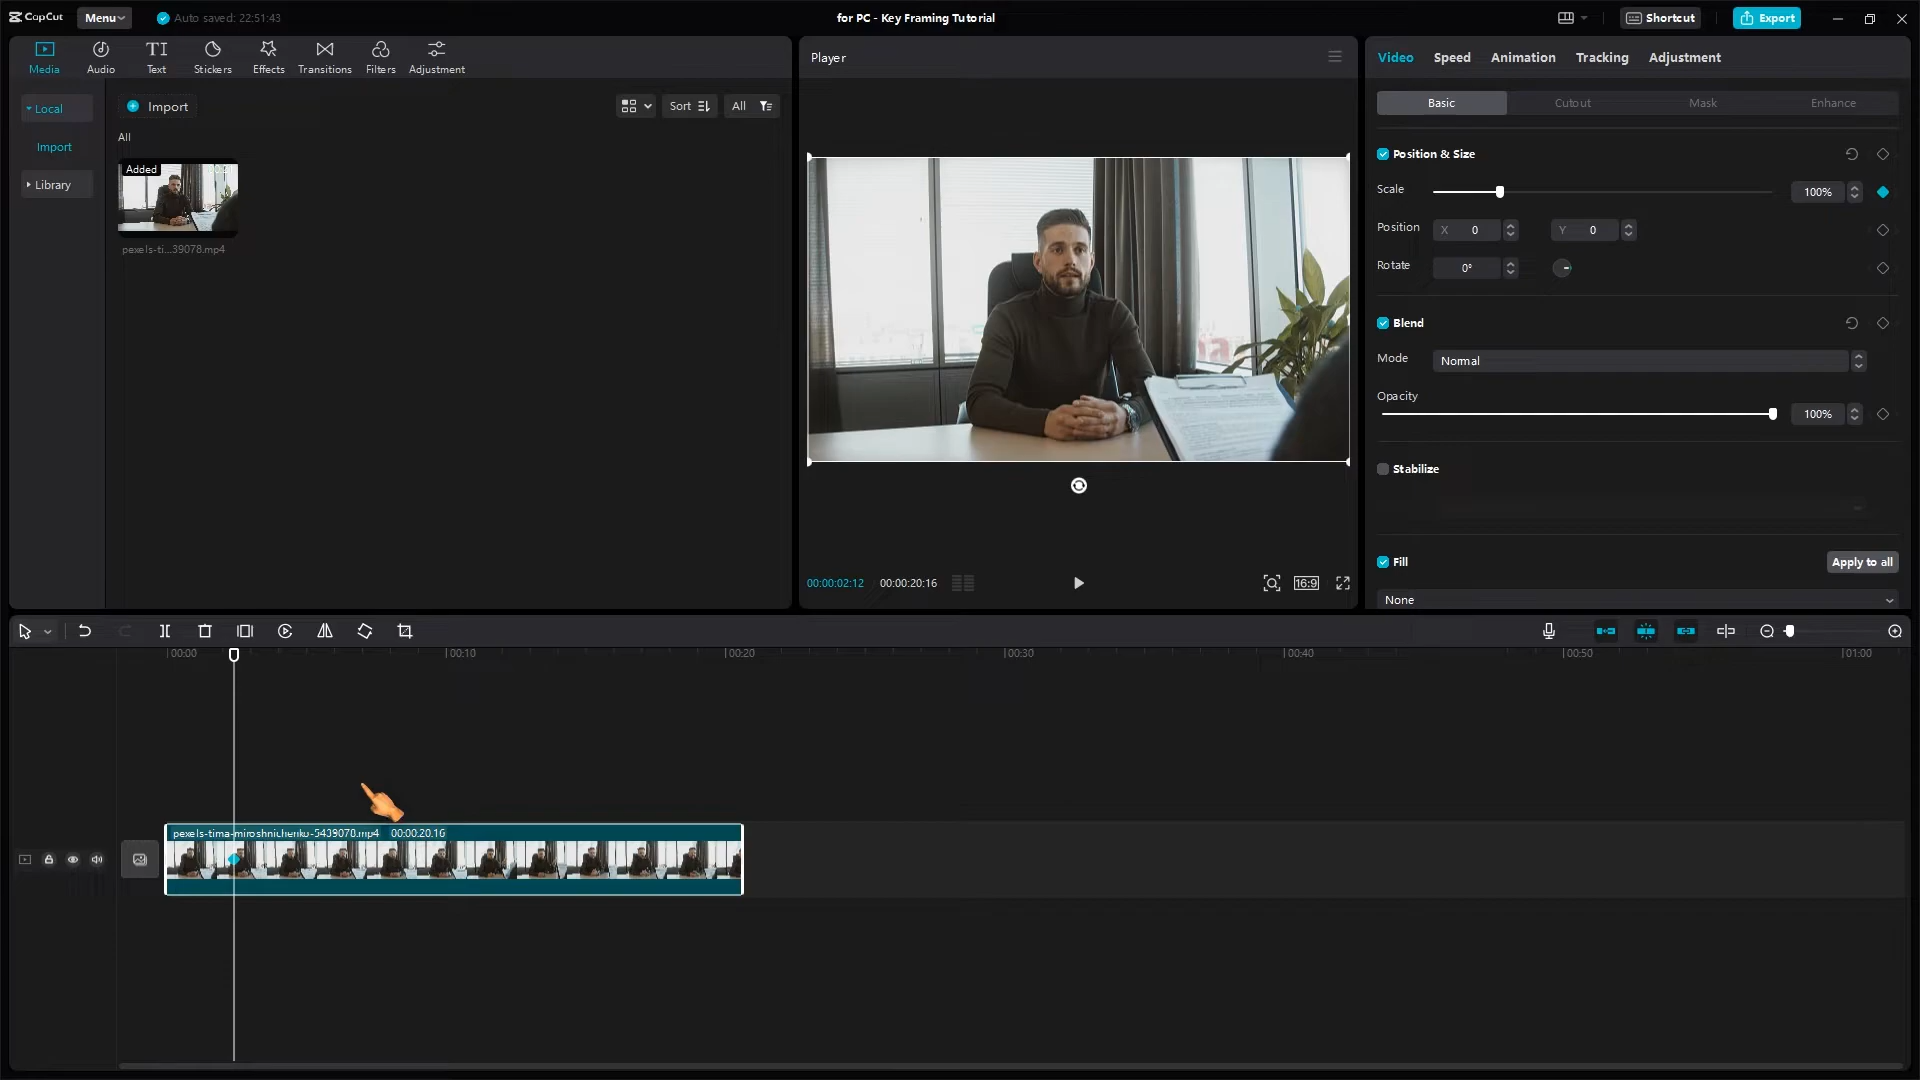 CapCut Menu Auto saved: 22:51:43 for PC - Key Framing Tutorial Shortcut Export
Media Audio Text Stickers Effects Transitions Filters Adjustment
Local
Import
Library
Import Sort All
All
Added
pexels-ti...39078.mp4
Player
00:00:02:12 00:00:20:16 16:9
Video Speed Animation Tracking Adjustment
Basic Cutout Mask Enhance
Position & Size
Scale 100%
Position X 0 Y 0
Rotate 0°
Blend
Mode Normal
Opacity
100%
Stabilize
Fill Apply to all
None
00:00 00:10 00:20 00:30 00:40 00:50 01:00
pexels-tima-miroshnichenko-5439078.mp4 00:00:20:16